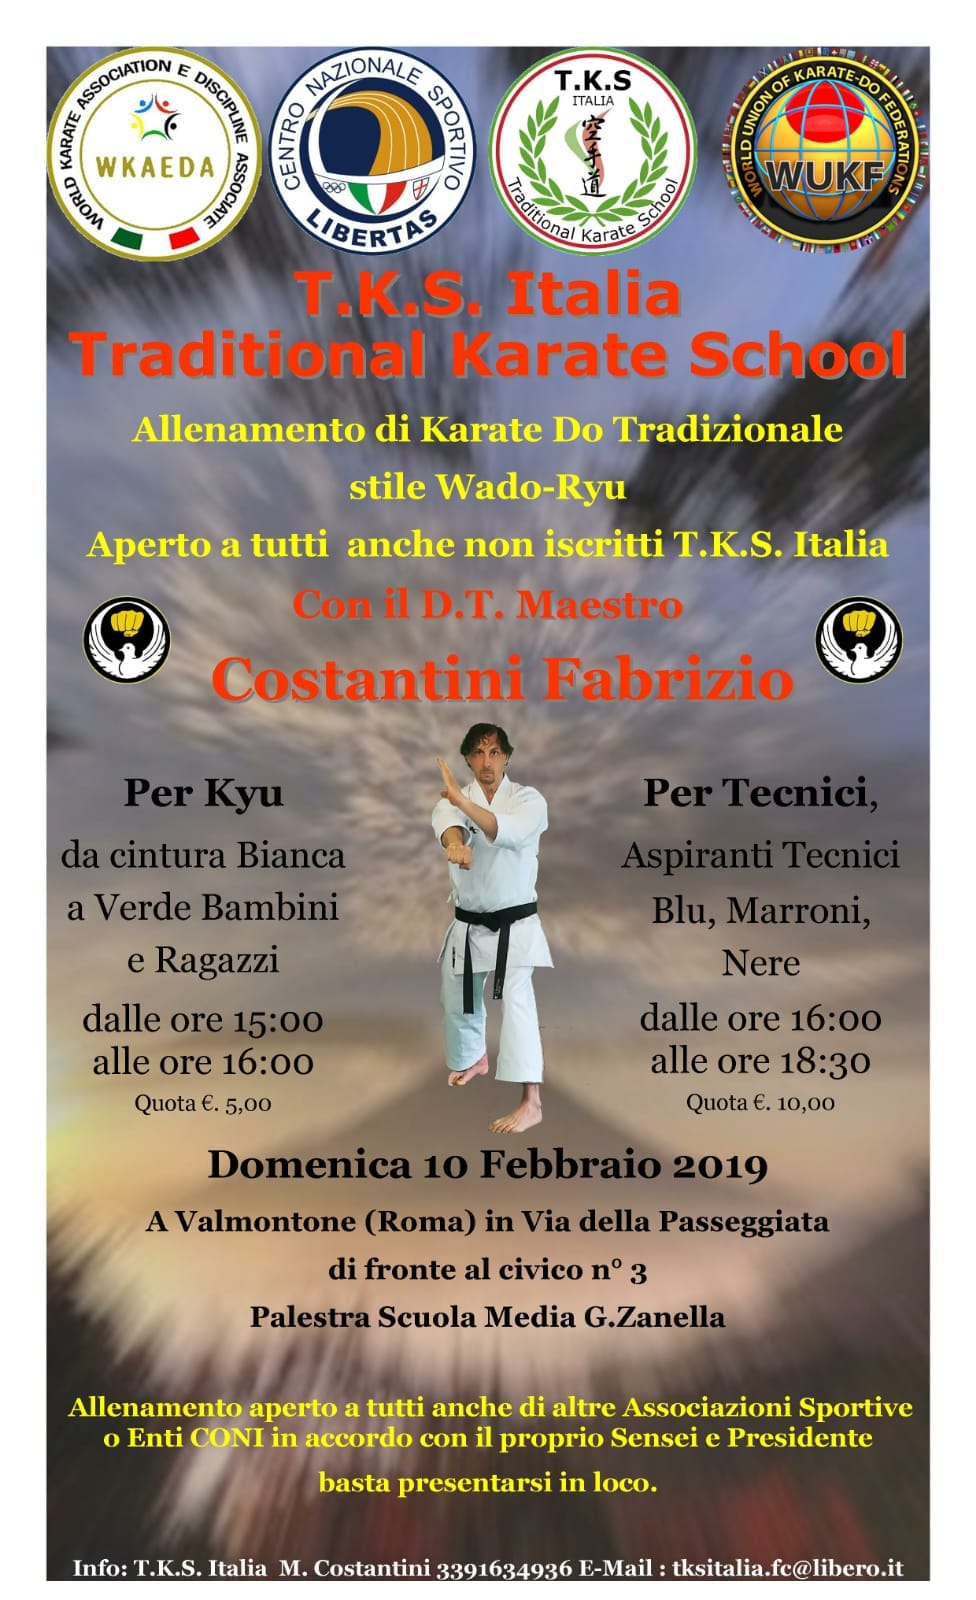 WORLD KARATE ASSOCIATION E DISCIPLINE ASSOCIATE
WKAEDA
CENTRO NAZIONALE SPORTIVO
LIBERTAS
T.K.S
ITALIA
空手道
Traditional Karate School
WORLD UNION OF KARATE-DO FEDERATIONS
WUKF
T.K.S. Italia
Traditional Karate School
Allenamento di Karate Do Tradizionale
stile Wado-Ryu
Aperto a tutti anche non iscritti T.K.S. Italia
Con il D.T. Maestro
Costantini Fabrizio
Per Kyu
da cintura Bianca
a Verde Bambini
e Ragazzi
dalle ore 15:00
alle ore 16:00
Quota €. 5,00
Per Tecnici,
Aspiranti Tecnici
Blu, Marroni,
Nere
dalle ore 16:00
alle ore 18:30
Quota €. 10,00
Domenica 10 Febbraio 2019
A Valmontone (Roma) in Via della Passeggiata
di fronte al civico n° 3
Palestra Scuola Media G.Zanella
Allenamento aperto a tutti anche di altre Associazioni Sportive
o Enti CONI in accordo con il proprio Sensei e Presidente
basta presentarsi in loco.
Info: T.K.S. Italia M. Costantini 3391634936 E-Mail : tksitalia.fc@libero.it